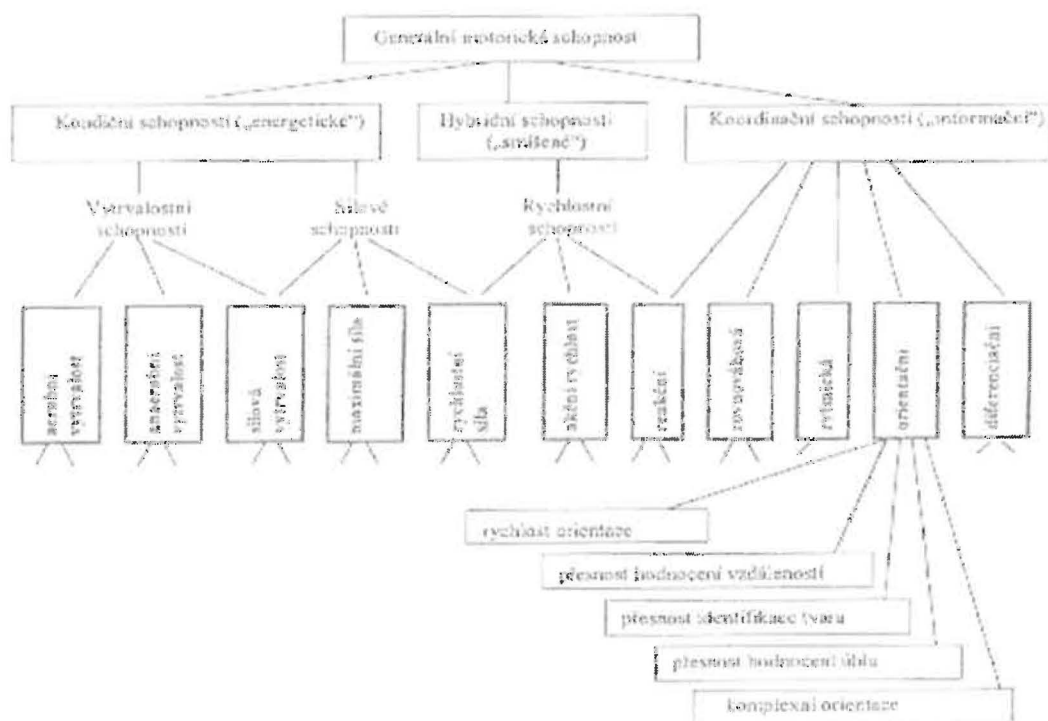 Generální motorická schopnost
Kondiční schopnosti („energetické“)
Hybridní schopnosti
(„smíšené“)
Koordinační schopnosti („informační“)
Vytrvalostní
schopnosti
Silové
schopnosti
Rychlostní
schopnosti
aerobní
vytrvalost
anaerobní
vytrvalost
silová
vytrvalost
maximální síla
rychlostní
síla
akční rychlost
reakční
rovnováhová
rytmická
orientační
diferenciační
rychlost orientace
přesnost hodnocení vzdáleností
přesnost identifikace tvaru
přesnost hodnocení úhlu
komplexní orientace